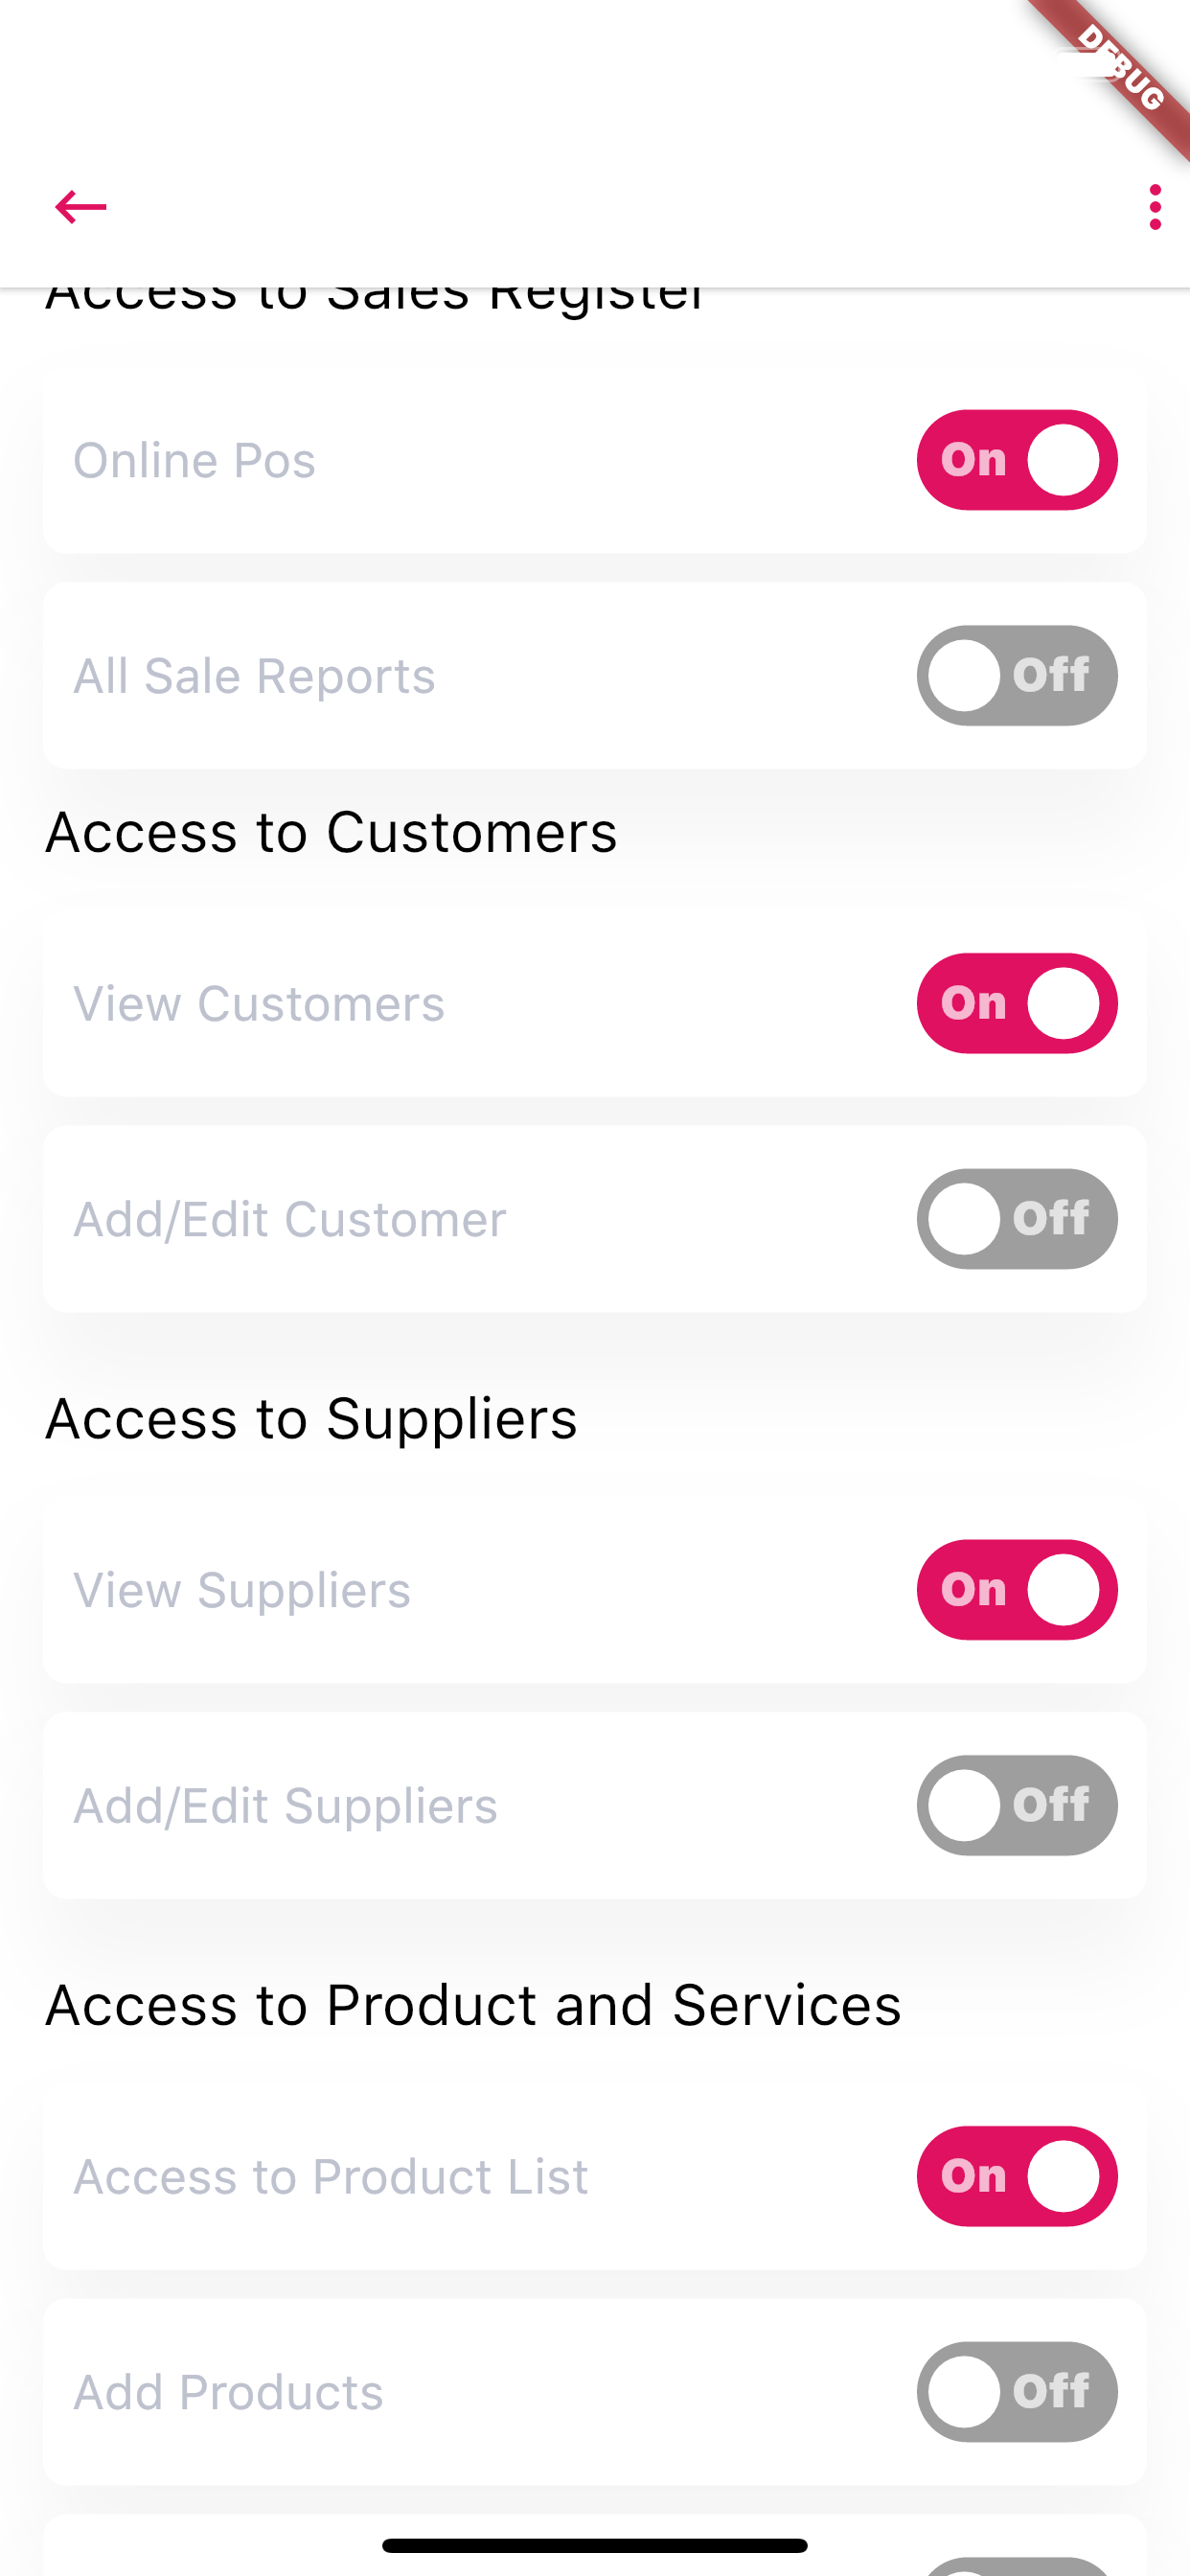 DEBUG
Access to Sales Register
Online Pos
On
All Sale Reports
Off
Access to Customers
View Customers
On
Add/Edit Customer
Off
Access to Suppliers
View Suppliers
On
Add/Edit Suppliers
Off
Access to Product and Services
Access to Product List
On
Add Products
Off